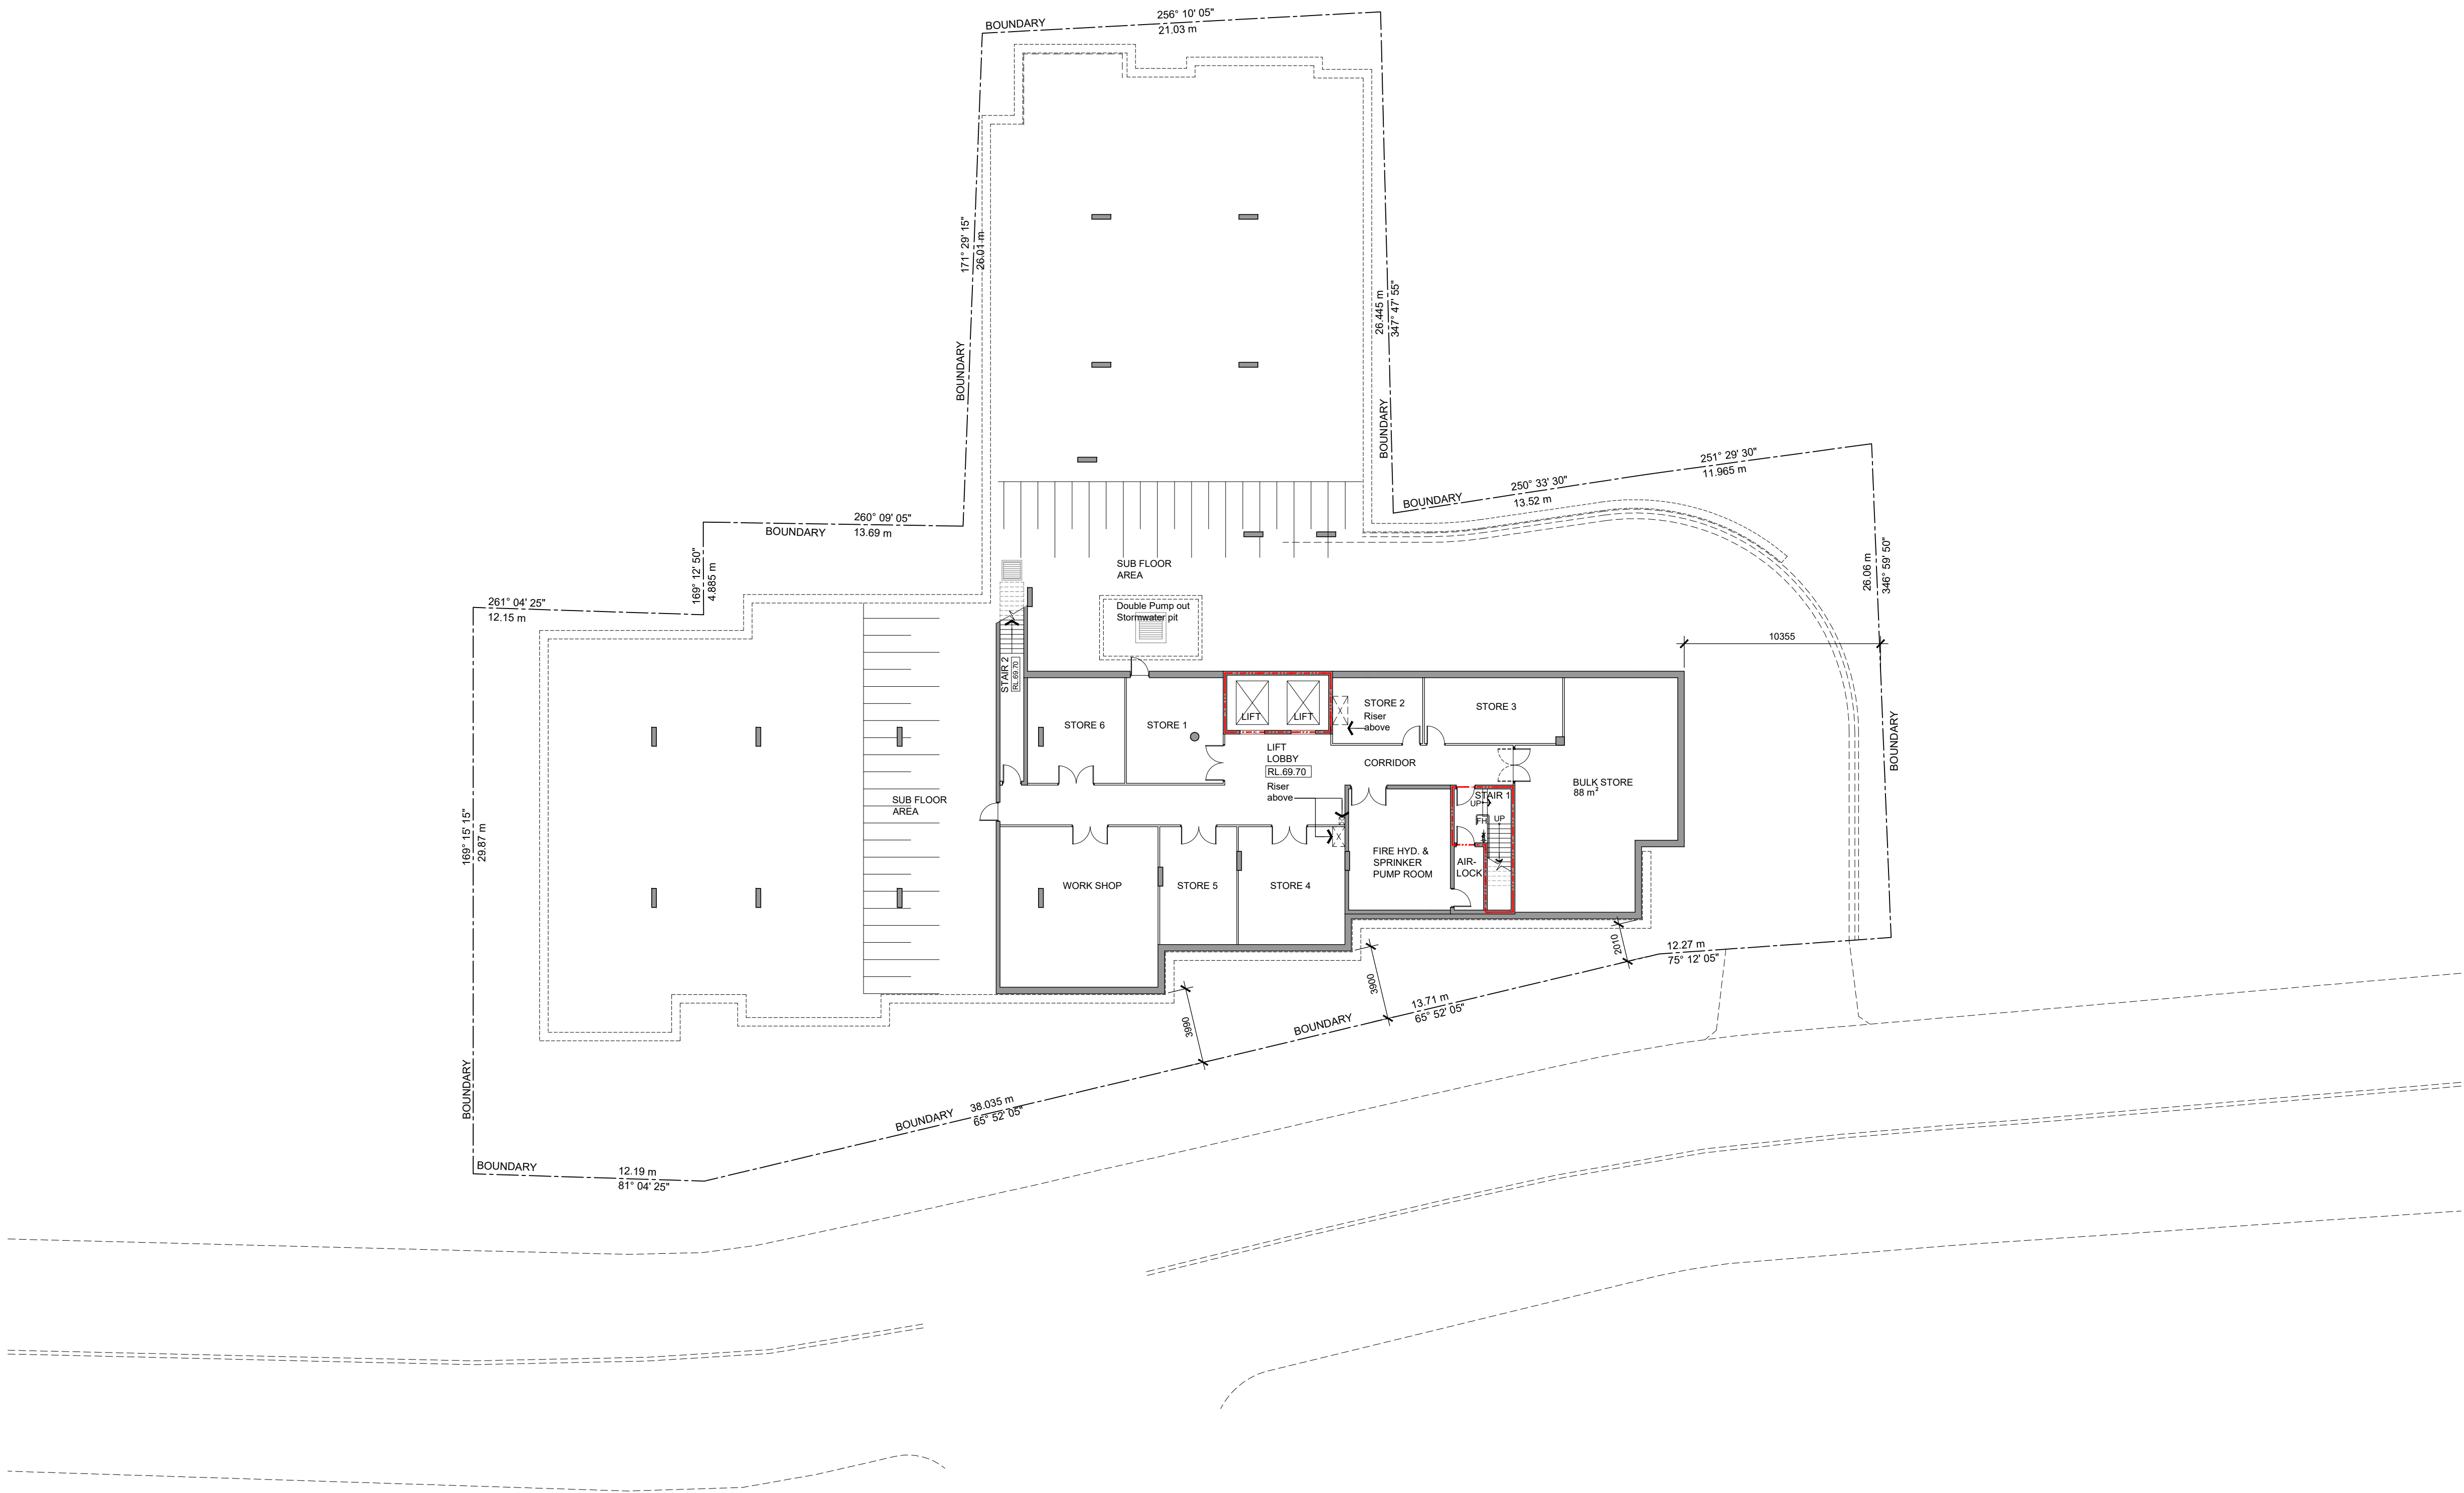 BOUNDARY
256° 10' 05"
21.03 m
171° 29' 15"
26.01 m
BOUNDARY
26.445 m
347° 47' 55"
BOUNDARY
251° 29' 30"
11.965 m
250° 33' 30"
BOUNDARY
13.52 m
260° 09' 05"
BOUNDARY
13.69 m
169° 12' 50"
4.885 m
261° 04' 25"
12.15 m
26.06 m
346° 59' 50"
BOUNDARY
10355
SUB FLOOR
AREA
Double Pump out
Stormwater pit
STAIR 2
RL.69.70
STORE 6
STORE 1
LIFT
LIFT
X
STORE 2
Riser
above
STORE 3
LIFT
LOBBY
RL.69.70
Riser
above
CORRIDOR
BULK STORE
88 m²
STAIR 1
UP
FH
UP
X
SUB FLOOR
AREA
WORK SHOP
STORE 5
STORE 4
FIRE HYD. &
SPRINKER
PUMP ROOM
AIR-
LOCK
169° 15' 15"
29.87 m
BOUNDARY
2010
12.27 m
75° 12' 05"
3900
13.71 m
65° 52' 05"
BOUNDARY
3990
38.035 m
BOUNDARY
65° 52' 05"
BOUNDARY
12.19 m
81° 04' 25"